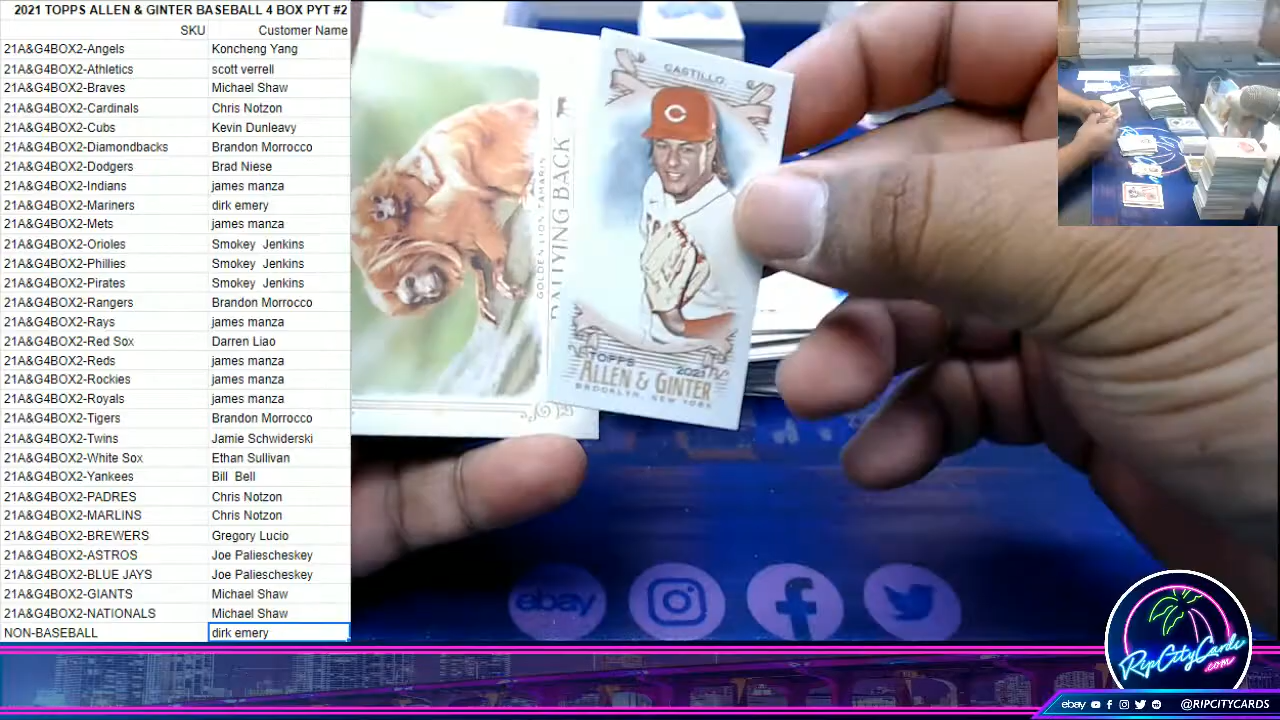 2021 TOPPS ALLEN & GINTER BASEBALL 4 BOX PYT #2
SKU Customer Name
21A&G4BOX2-Angels Koncheng Yang
21A&G4BOX2-Athletics scott verrell
21A&G4BOX2-Braves Michael Shaw
21A&G4BOX2-Cardinals Chris Notzon
21A&G4BOX2-Cubs Kevin Dunleavy
21A&G4BOX2-Diamondbacks Brandon Morrocco
21A&G4BOX2-Dodgers Brad Niese
21A&G4BOX2-Indians james manza
21A&G4BOX2-Mariners dirk emery
21A&G4BOX2-Mets james manza
21A&G4BOX2-Orioles Smokey Jenkins
21A&G4BOX2-Phillies Smokey Jenkins
21A&G4BOX2-Pirates Smokey Jenkins
21A&G4BOX2-Rangers Brandon Morrocco
21A&G4BOX2-Rays james manza
21A&G4BOX2-Red Sox Darren Liao
21A&G4BOX2-Reds james manza
21A&G4BOX2-Rockies james manza
21A&G4BOX2-Royals james manza
21A&G4BOX2-Tigers Brandon Morrocco
21A&G4BOX2-Twins Jamie Schwiderski
21A&G4BOX2-White Sox Ethan Sullivan
21A&G4BOX2-Yankees Bill Bell
21A&G4BOX2-PADRES Chris Notzon
21A&G4BOX2-MARLINS Chris Notzon
21A&G4BOX2-BREWERS Gregory Lucio
21A&G4BOX2-ASTROS Joe Paliescheskey
21A&G4BOX2-BLUE JAYS Joe Paliescheskey
21A&G4BOX2-GIANTS Michael Shaw
21A&G4BOX2-NATIONALS Michael Shaw
NON-BASEBALL dirk emery
GOLDEN LION TAMARIN
CASTILLO
C
TOPPS 2021
ALLEN & GINTER
BROOKLYN, NEW YORK
ebay
RipCityCards
.com
ebay @RIPCITYCARDS